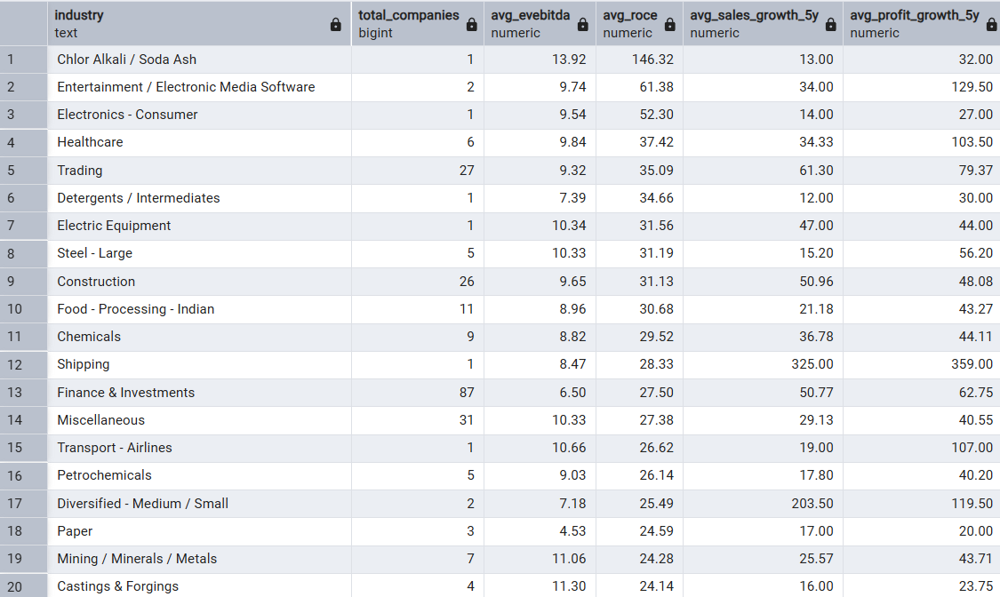 industry total_companies avg_evebitda avg_roce avg_sales_growth_5y avg_profit_growth_5y
text bigint numeric numeric numeric numeric
1 Chlor Alkali / Soda Ash 1 13.92 146.32 13.00 32.00
2 Entertainment / Electronic Media Software 2 9.74 61.38 34.00 129.50
3 Electronics - Consumer 1 9.54 52.30 14.00 27.00
4 Healthcare 6 9.84 37.42 34.33 103.50
5 Trading 27 9.32 35.09 61.30 79.37
6 Detergents / Intermediates 1 7.39 34.66 12.00 30.00
7 Electric Equipment 1 10.34 31.56 47.00 44.00
8 Steel - Large 5 10.33 31.19 15.20 56.20
9 Construction 26 9.65 31.13 50.96 48.08
10 Food - Processing - Indian 11 8.96 30.68 21.18 43.27
11 Chemicals 9 8.82 29.52 36.78 44.11
12 Shipping 1 8.47 28.33 325.00 359.00
13 Finance & Investments 87 6.50 27.50 50.77 62.75
14 Miscellaneous 31 10.33 27.38 29.13 40.55
15 Transport - Airlines 1 10.66 26.62 19.00 107.00
16 Petrochemicals 5 9.03 26.14 17.80 40.20
17 Diversified - Medium / Small 2 7.18 25.49 203.50 119.50
18 Paper 3 4.53 24.59 17.00 20.00
19 Mining / Minerals / Metals 7 11.06 24.28 25.57 43.71
20 Castings & Forgings 4 11.30 24.14 16.00 23.75